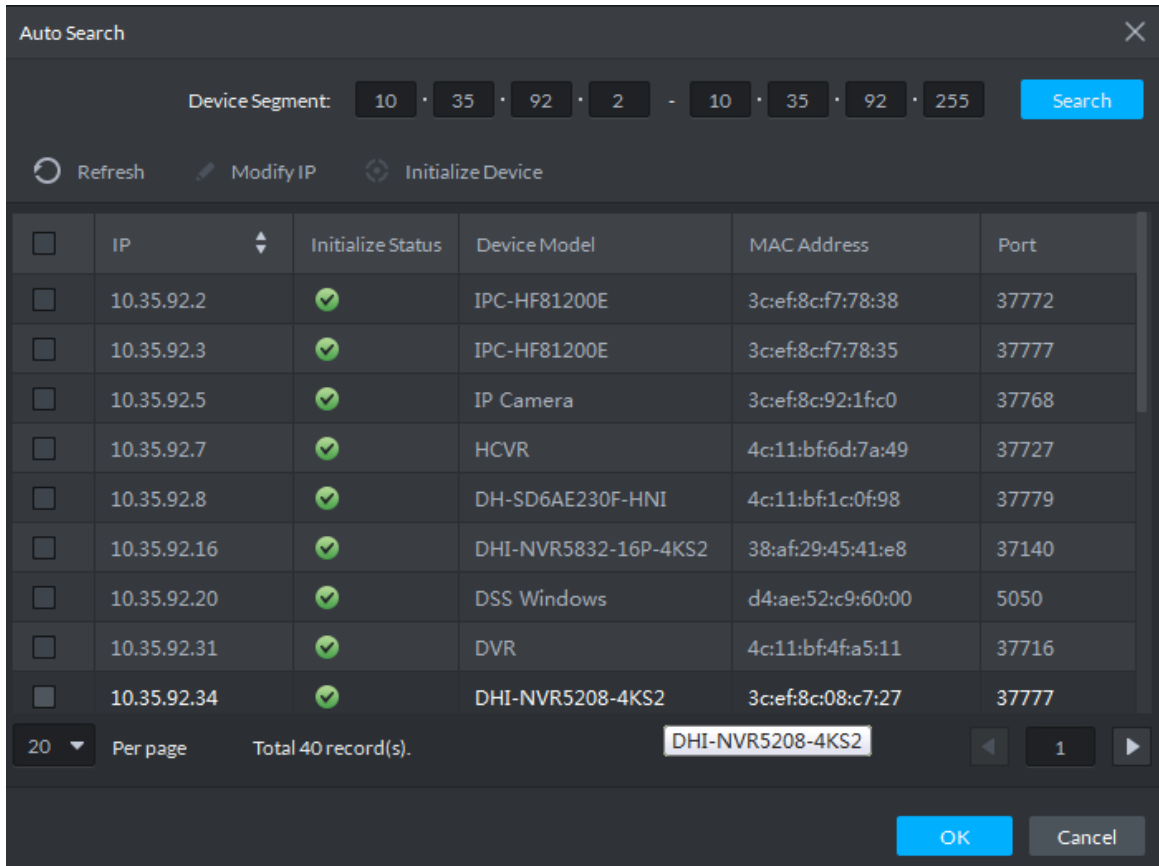 Auto Search
Device Segment: 10 . 35 . 92 . 2 - 10 . 35 . 92 . 255 Search
Refresh Modify IP Initialize Device
IP Initialize Status Device Model MAC Address Port
10.35.92.2 IPC-HF81200E 3c:ef:8c:f7:78:38 37772
10.35.92.3 IPC-HF81200E 3c:ef:8c:f7:78:35 37777
10.35.92.5 IP Camera 3c:ef:8c:92:1f:c0 37768
10.35.92.7 HCVR 4c:11:bf:6d:7a:49 37727
10.35.92.8 DH-SD6AE230F-HNI 4c:11:bf:1c:0f:98 37779
10.35.92.16 DHI-NVR5832-16P-4KS2 38:af:29:45:41:e8 37140
10.35.92.20 DSS Windows d4:ae:52:c9:60:00 5050
10.35.92.31 DVR 4c:11:bf:4f:a5:11 37716
10.35.92.34 DHI-NVR5208-4KS2 3c:ef:8c:08:c7:27 37777
20 Per page Total 40 record(s). DHI-NVR5208-4KS2 1
OK Cancel